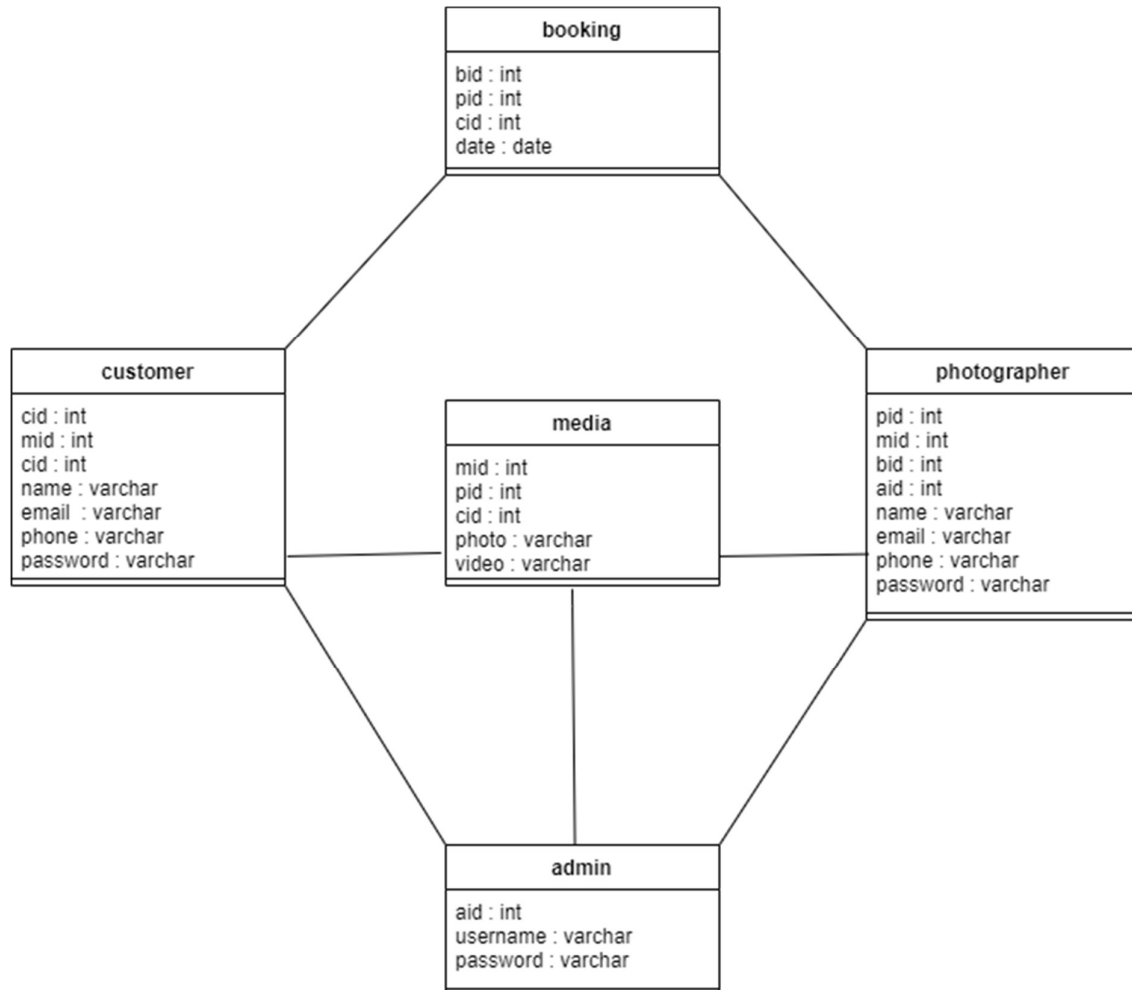 booking
bid : int
pid : int
cid : int
date : date
customer
cid : int
mid : int
cid : int
name : varchar
email : varchar
phone : varchar
password : varchar
media
mid : int
pid : int
cid : int
photo : varchar
video : varchar
photographer
pid : int
mid : int
bid : int
aid : int
name : varchar
email : varchar
phone : varchar
password : varchar
admin
aid : int
username : varchar
password : varchar